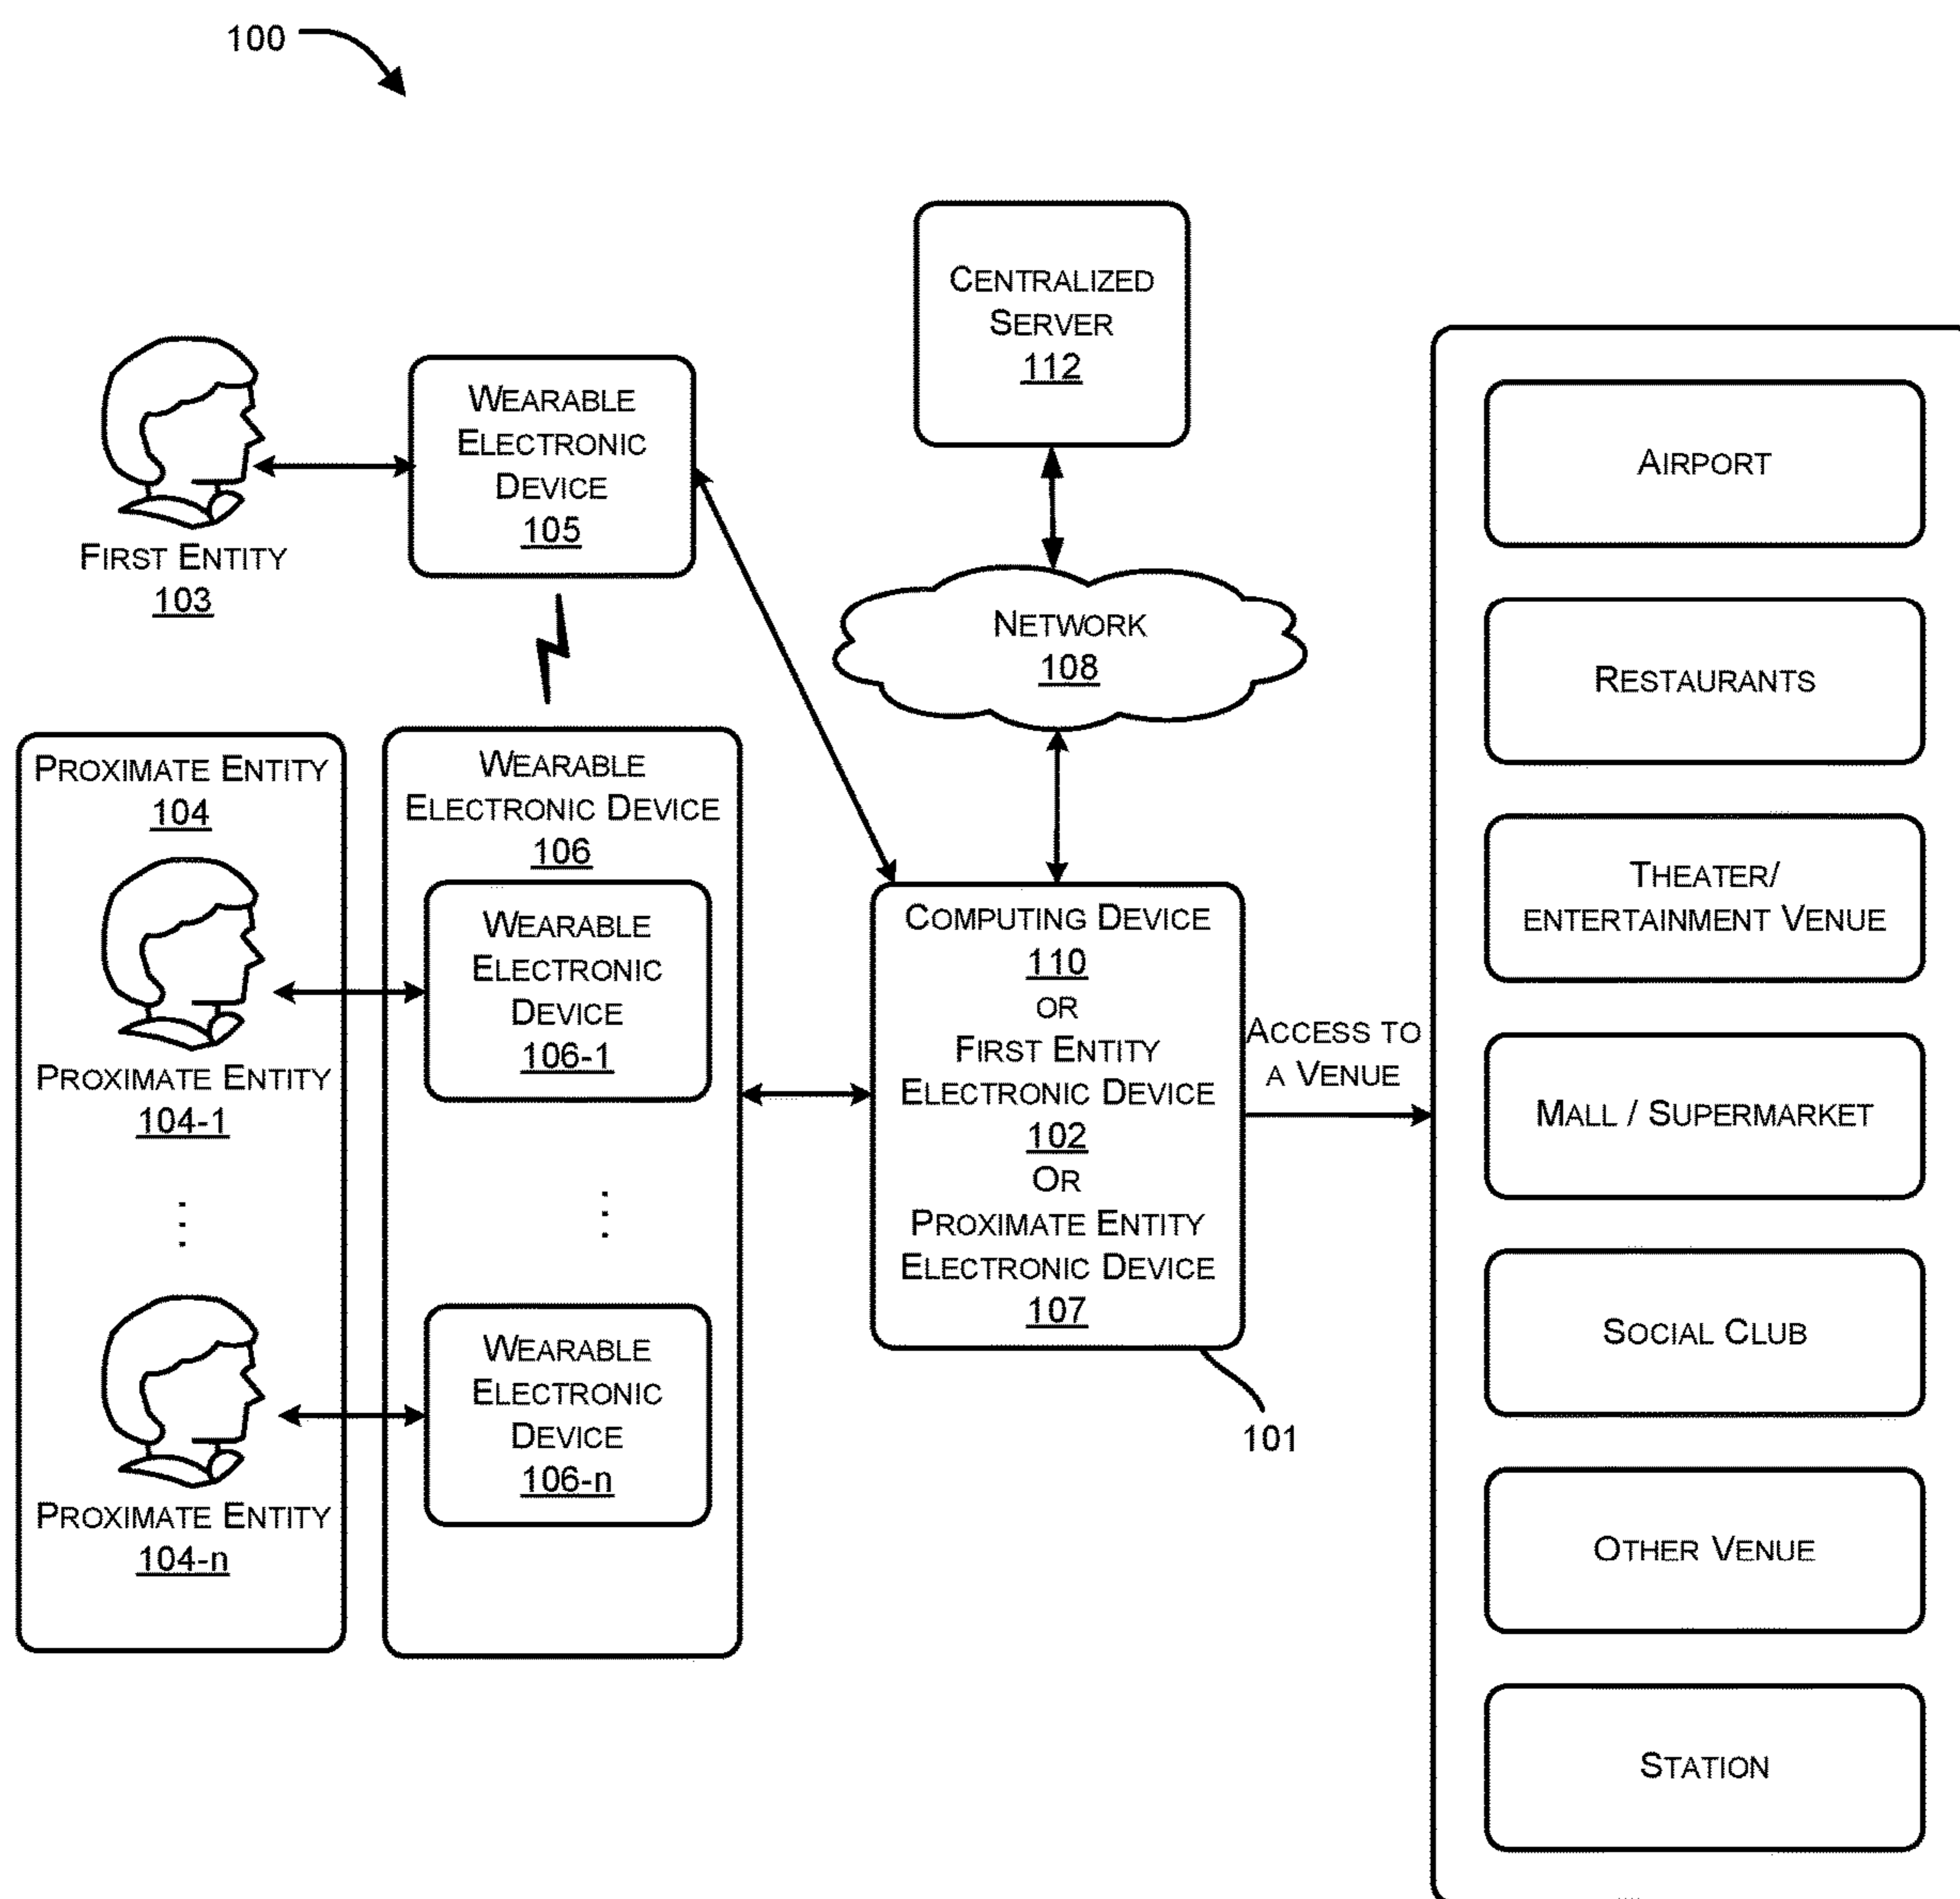 100
CENTRALIZED
SERVER
112
WEARABLE
ELECTRONIC
DEVICE
105
FIRST ENTITY
103
NETWORK
108
PROXIMATE ENTITY
104
PROXIMATE ENTITY
104-1
⋮
PROXIMATE ENTITY
104-n
WEARABLE
ELECTRONIC DEVICE
106
WEARABLE
ELECTRONIC
DEVICE
106-1
⋮
WEARABLE
ELECTRONIC
DEVICE
106-n
COMPUTING DEVICE
110
OR
FIRST ENTITY
ELECTRONIC DEVICE
102
OR
PROXIMATE ENTITY
ELECTRONIC DEVICE
107
101
ACCESS TO
A VENUE
AIRPORT
RESTAURANTS
THEATER/
ENTERTAINMENT VENUE
MALL / SUPERMARKET
SOCIAL CLUB
OTHER VENUE
STATION